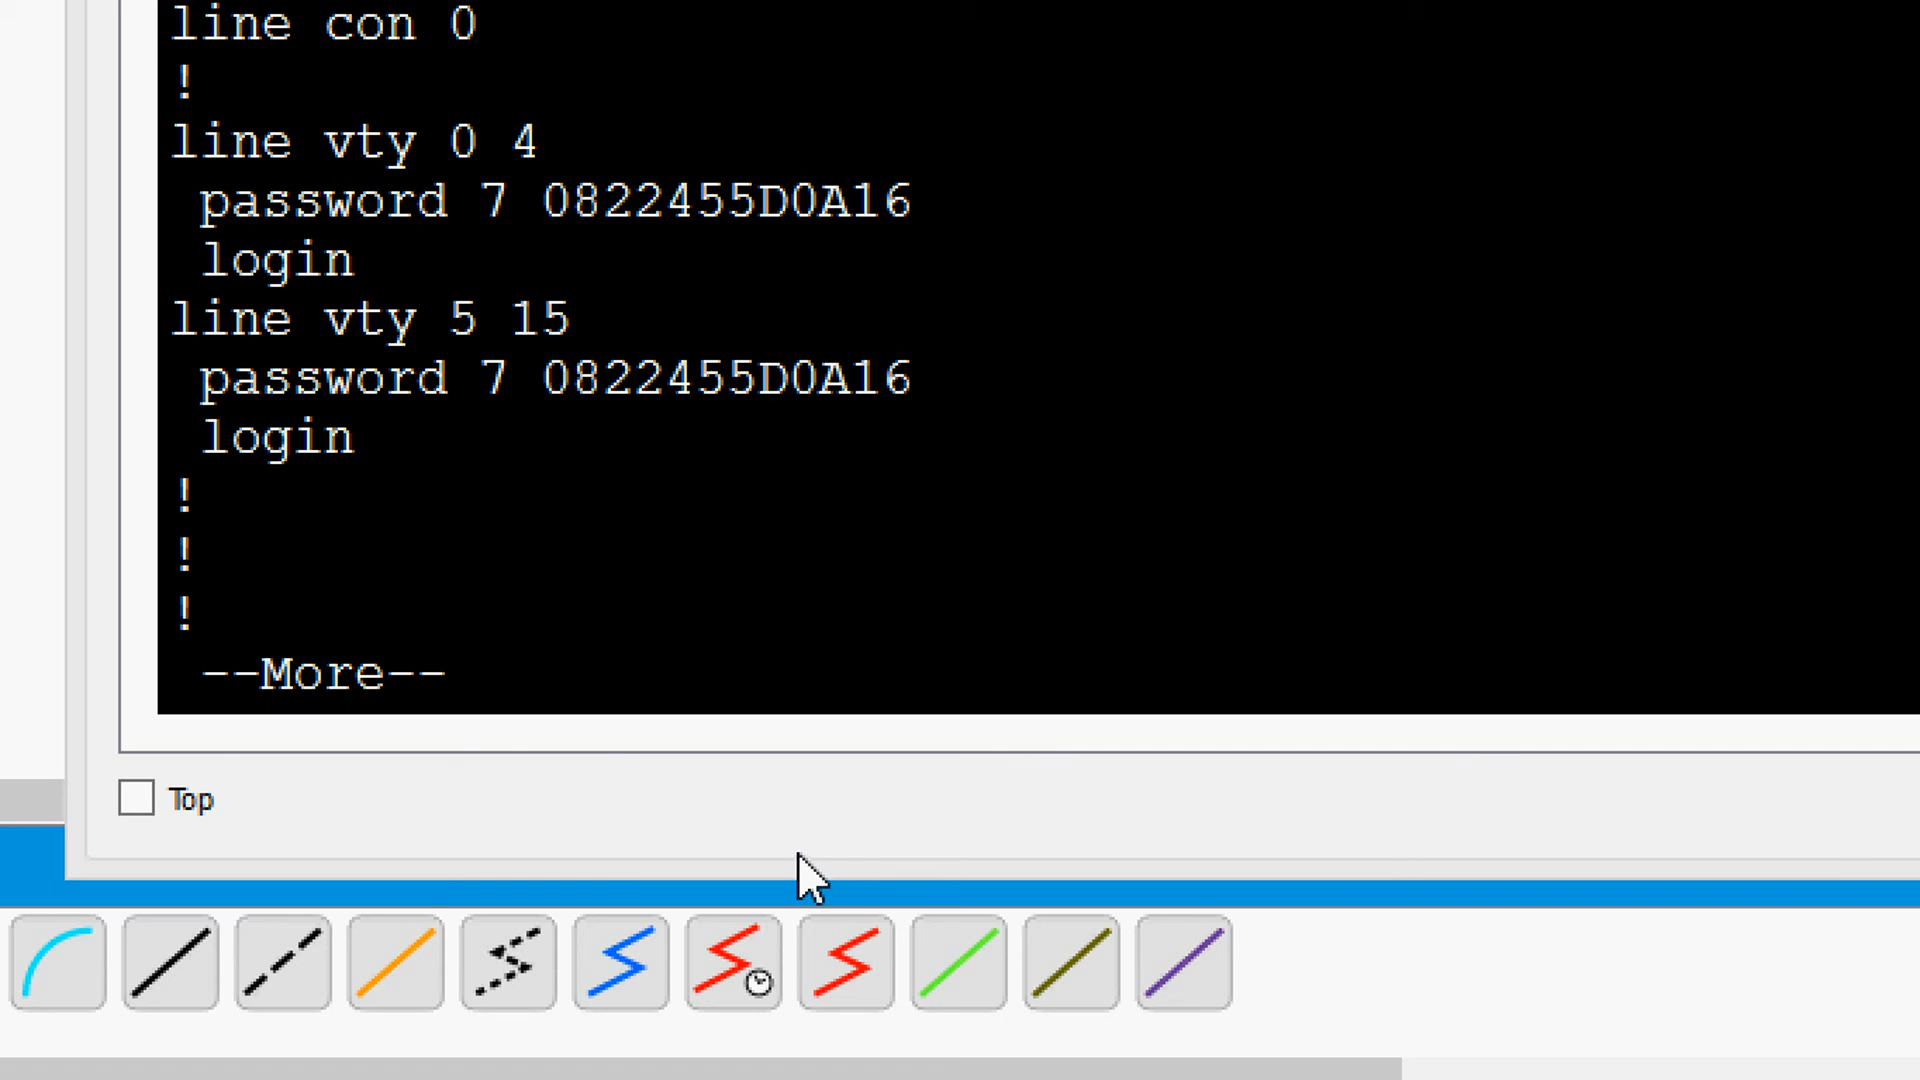 line con 0
!
line vty 0 4
password 7 0822455D0A16
login
line vty 5 15
password 7 0822455D0A16
login
!
!
!
--More--
Top